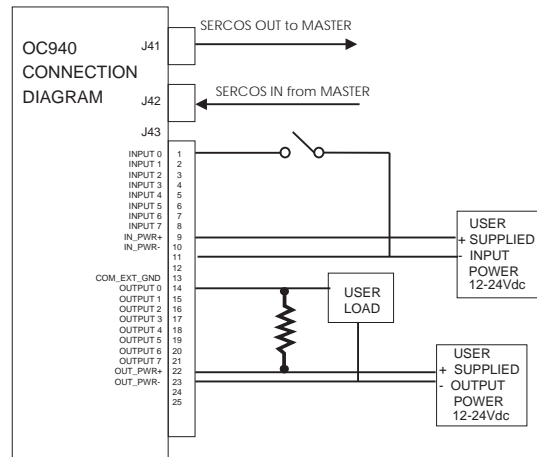 OC940
CONNECTION
DIAGRAM
J41
SERCOS OUT to MASTER
J42
SERCOS IN from MASTER
J43
INPUT 0 1
INPUT 1 2
INPUT 2 3
INPUT 3 4
INPUT 4 5
INPUT 5 6
INPUT 6 7
INPUT 7 8
IN_PWR+ 9
IN_PWR- 10
11
12
COM_EXT_GND 13
OUTPUT 0 14
OUTPUT 1 15
OUTPUT 2 16
OUTPUT 3 17
OUTPUT 4 18
OUTPUT 5 19
OUTPUT 6 20
OUTPUT 7 21
OUT_PWR+ 22
OUT_PWR- 23
24
25
USER
+ SUPPLIED
- INPUT
POWER
12-24Vdc
USER
LOAD
USER
+ SUPPLIED
- OUTPUT
POWER
12-24Vdc